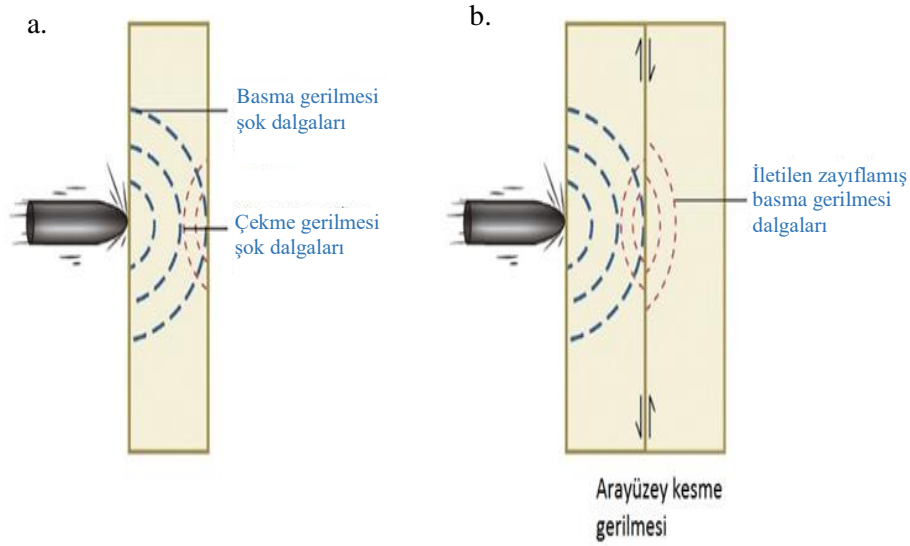 a.
b.
Basma gerilmesi
şok dalgaları
Çekme gerilmesi
şok dalgaları
İletilen zayıflamış
basma gerilmesi
dalgaları
Arayüzey kesme
gerilmesi